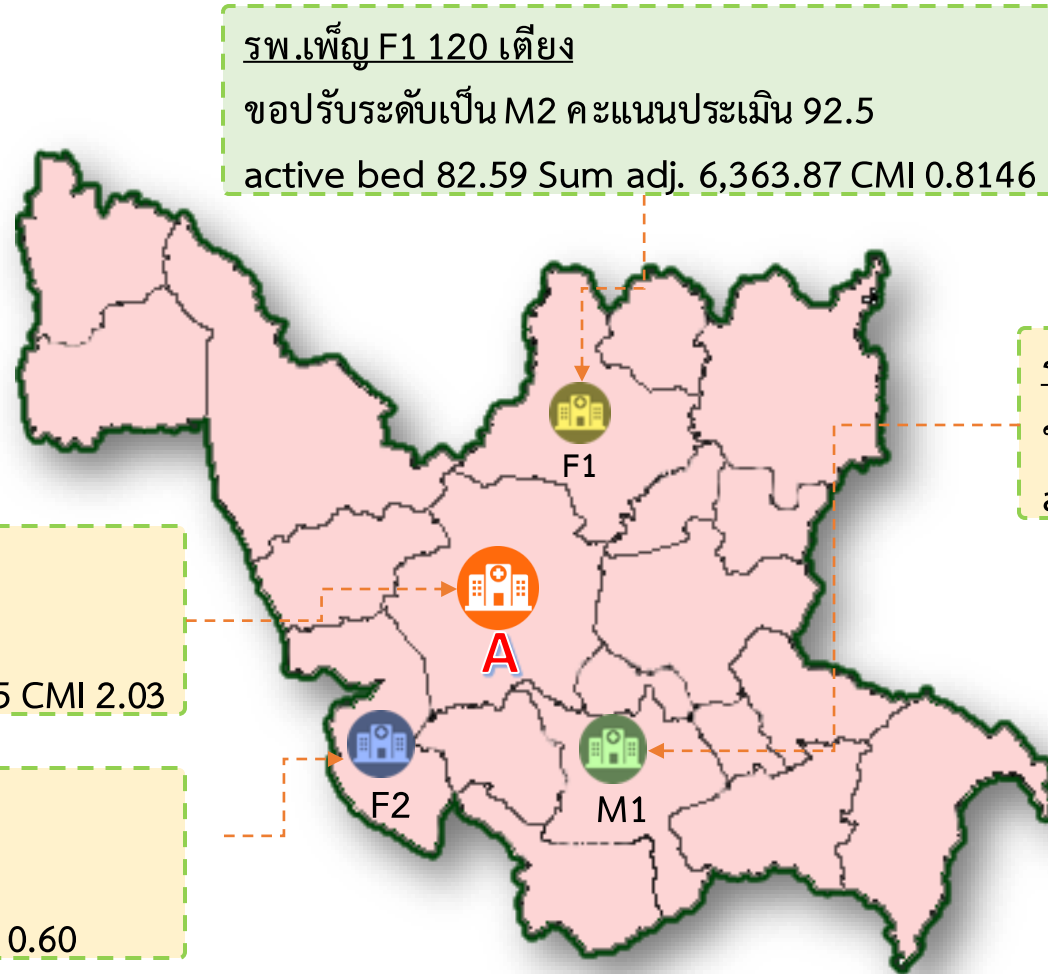 รพ.เพ็ญ F1 120 เตียง
ขอปรับระดับเป็น M2 คะแนนประเมิน 92.5
active bed 82.59 Sum adj. 6,363.87 CMI 0.8146
F1
A
5 CMI 2.03
F2
M1
0.60